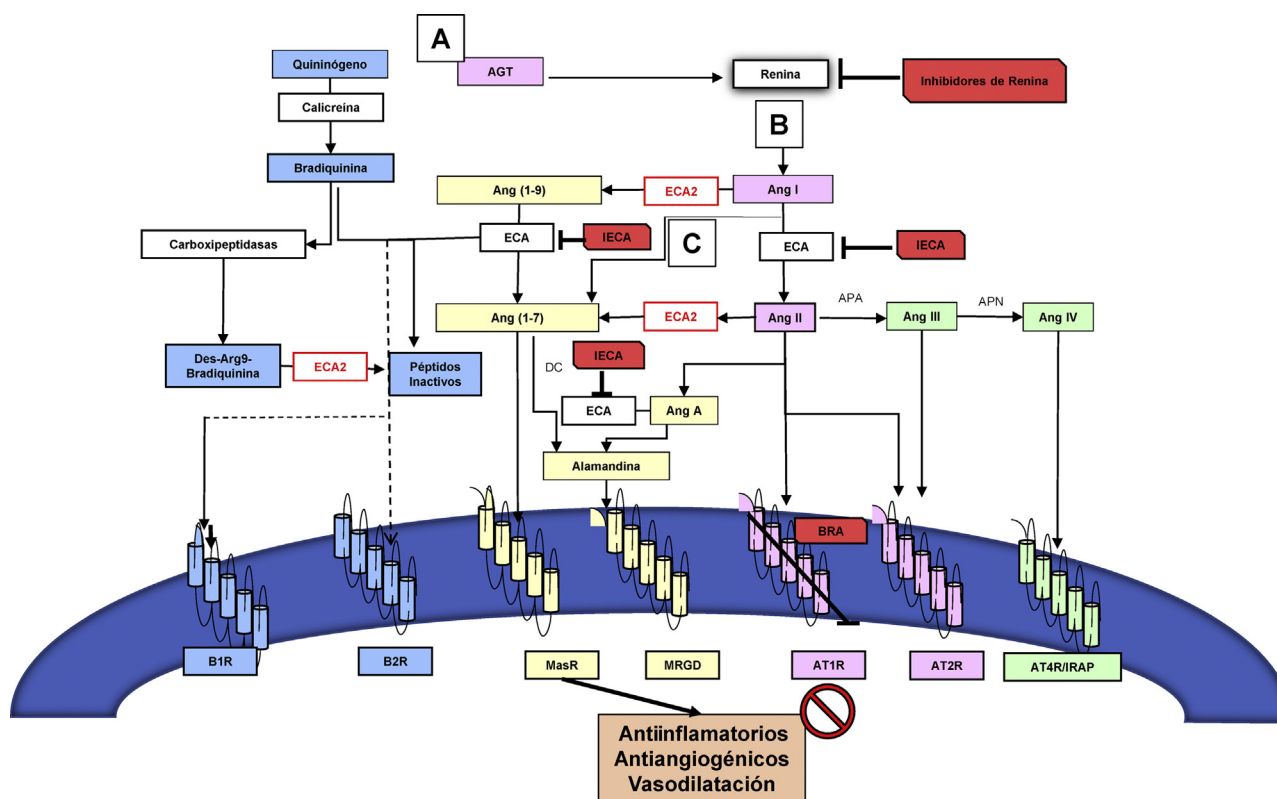 A
AGT
Renina
Inhibidores de Renina
Quininógeno
Calicreína
B
Bradiquinina
Ang (1-9)
ECA2
Ang I
Carboxipeptidasas
ECA
IECA
C
ECA
IECA
Ang (1-7)
ECA2
Ang II
APA
Ang III
APN
Ang IV
Des-Arg9-
Bradiquinina
ECA2
Péptidos
Inactivos
DC
IECA
ECA
Ang A
Alamandina
BRA
B1R
B2R
MasR
MRGD
AT1R
AT2R
AT4R/IRAP
Antiinflamatorios
Antiangiogénicos
Vasodilatación